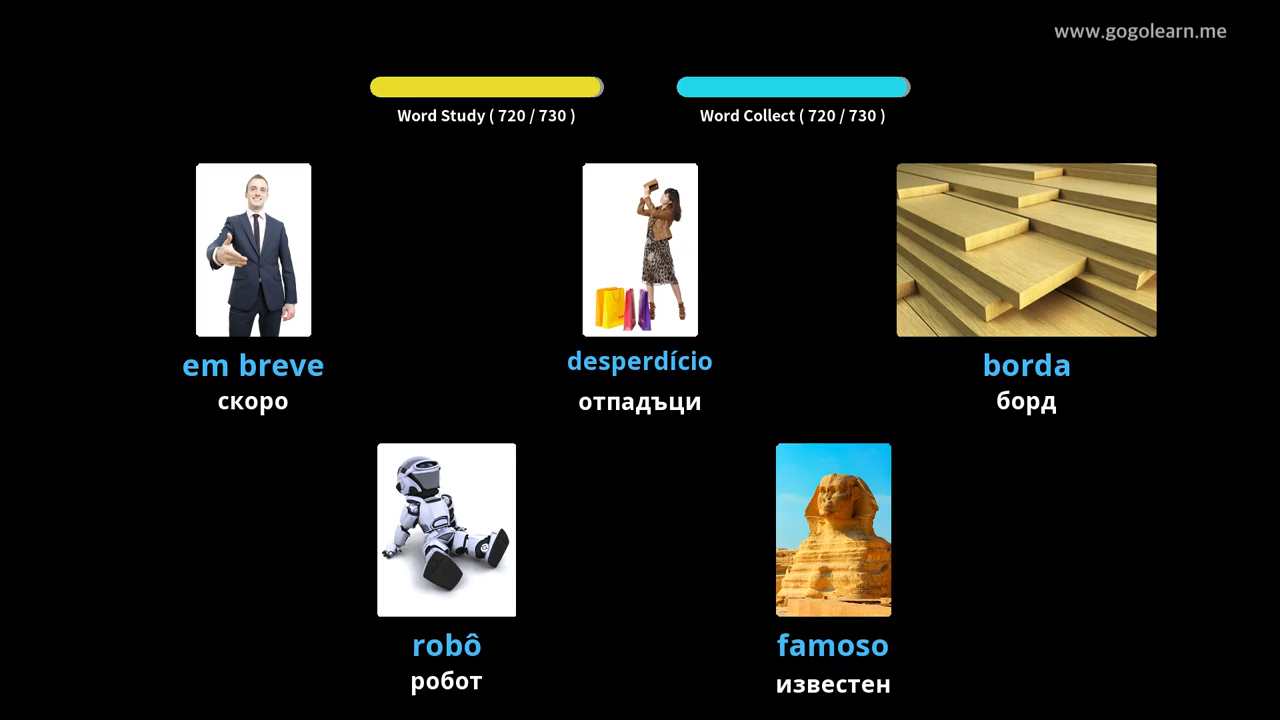 www.gogolearn.me
Word Study ( 720 / 730 )
Word Collect ( 720 / 730 )
em breve
скоро
desperdício
отпадъци
borda
борд
robô
робот
famoso
известен